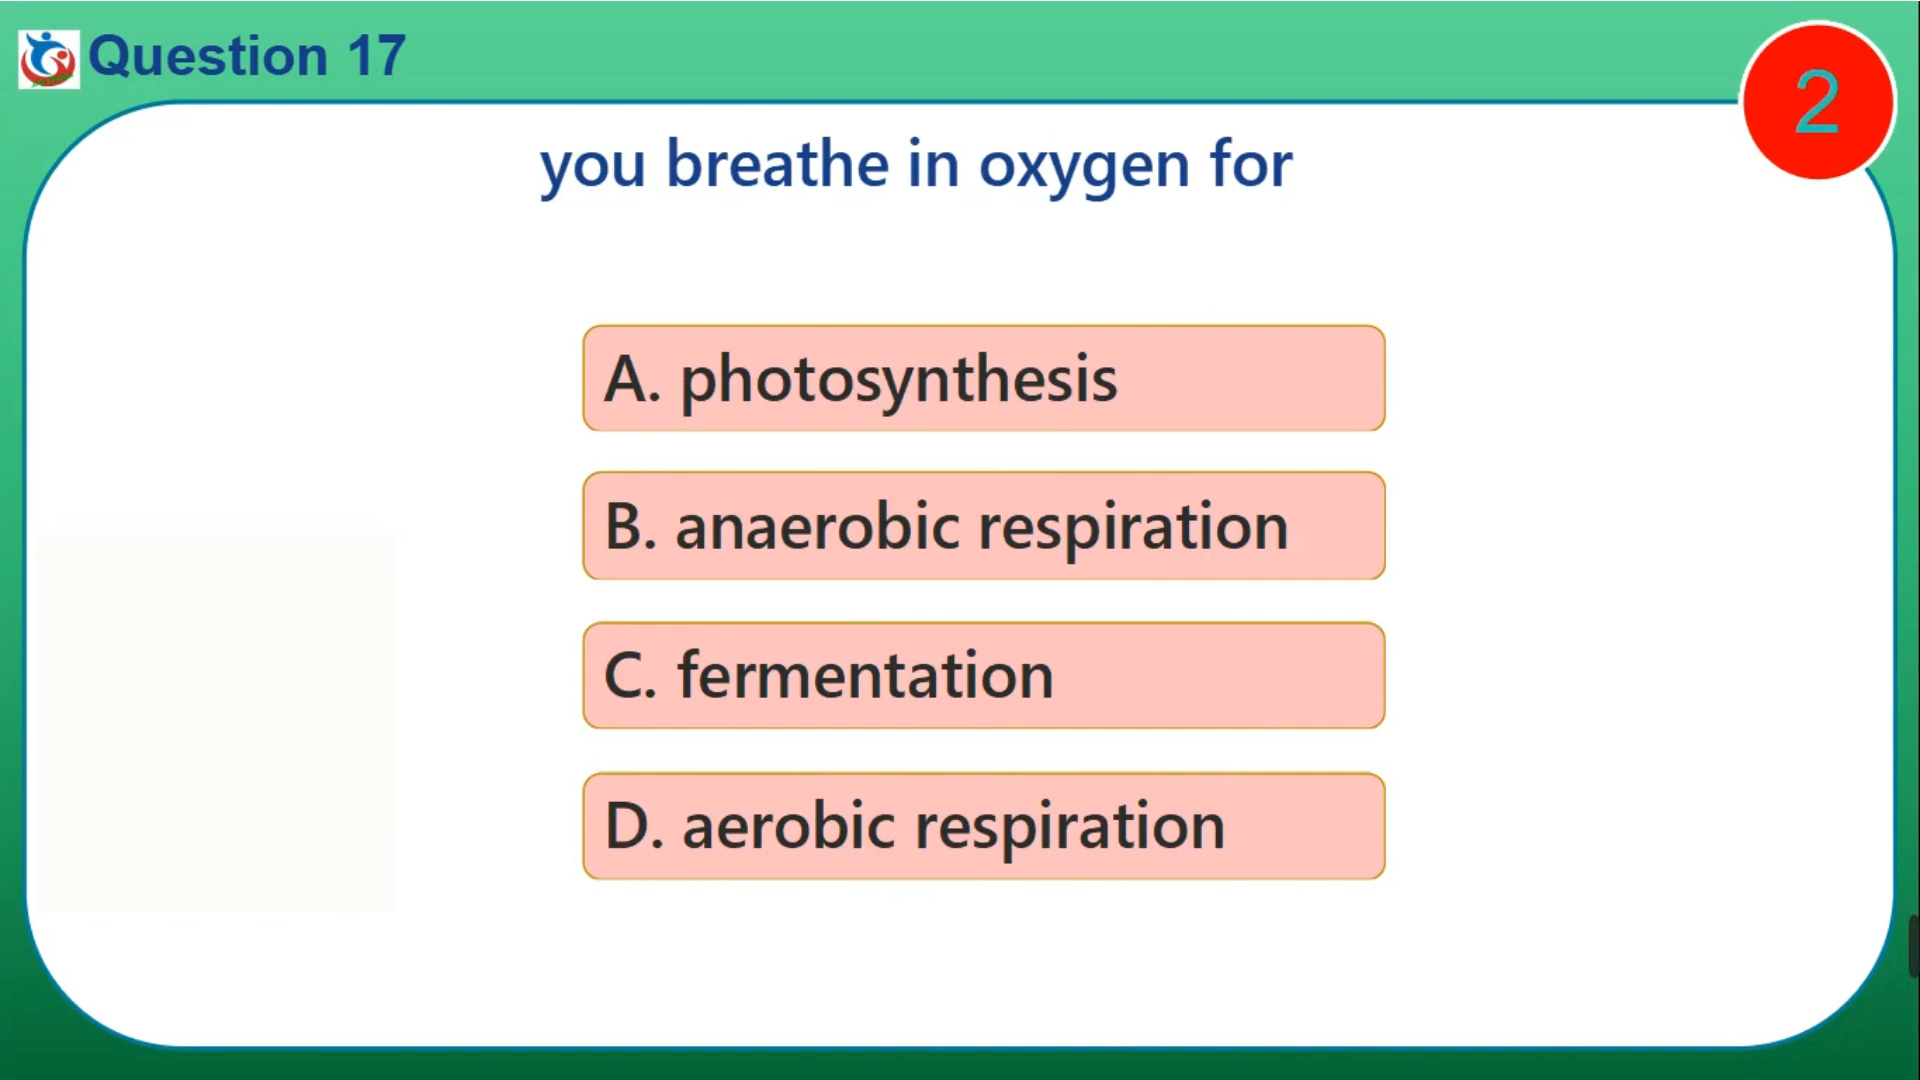 Question 17
2
you breathe in oxygen for
A. photosynthesis
B. anaerobic respiration
C. fermentation
D. aerobic respiration